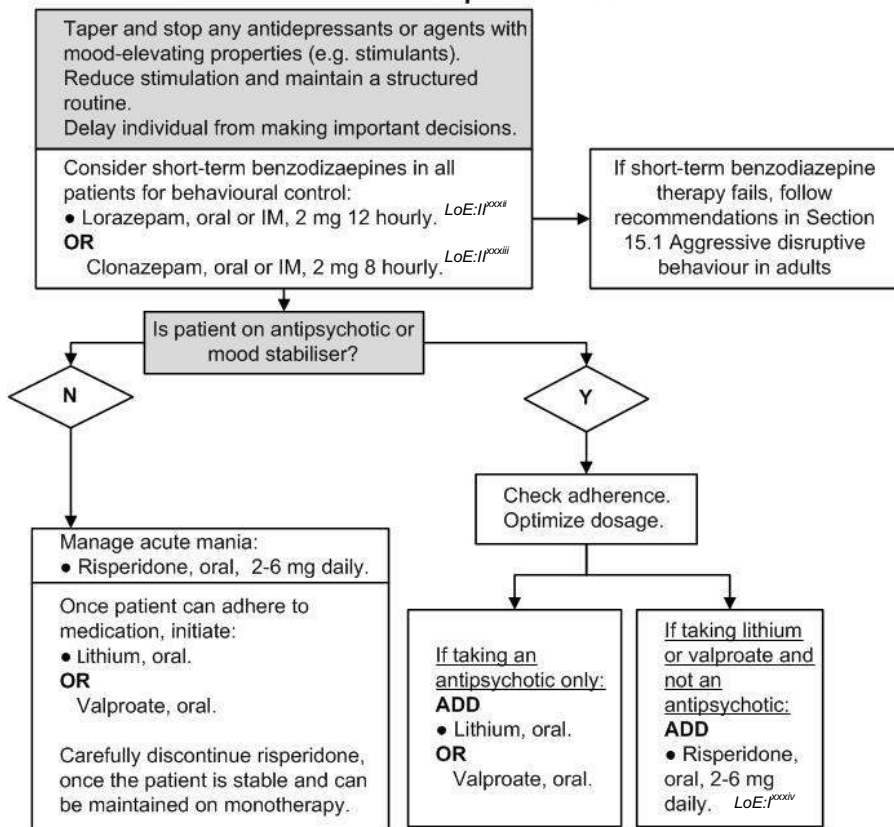 Taper and stop any antidepressants or agents with
mood-elevating properties (e.g. stimulants).
Reduce stimulation and maintain a structured
routine.
Delay individual from making important decisions.
Consider short-term benzodizaepines in all
patients for behavioural control:
● Lorazepam, oral or IM, 2 mg 12 hourly. LoE:II^xxxii
OR
Clonazepam, oral or IM, 2 mg 8 hourly. LoE:II^xxxiii
If short-term benzodiazepine
therapy fails, follow
recommendations in Section
15.1 Aggressive disruptive
behaviour in adults
Is patient on antipsychotic or
mood stabiliser?
N
Y
Check adherence.
Optimize dosage.
Manage acute mania:
● Risperidone, oral, 2-6 mg daily.
Once patient can adhere to
medication, initiate:
● Lithium, oral.
OR
Valproate, oral.
Carefully discontinue risperidone,
once the patient is stable and can
be maintained on monotherapy.
If taking an
antipsychotic only:
ADD
● Lithium, oral.
OR
Valproate, oral.
If taking lithium
or valproate and
not an
antipsychotic:
ADD
● Risperidone,
oral, 2-6 mg
daily. LoE:I^xxxiv